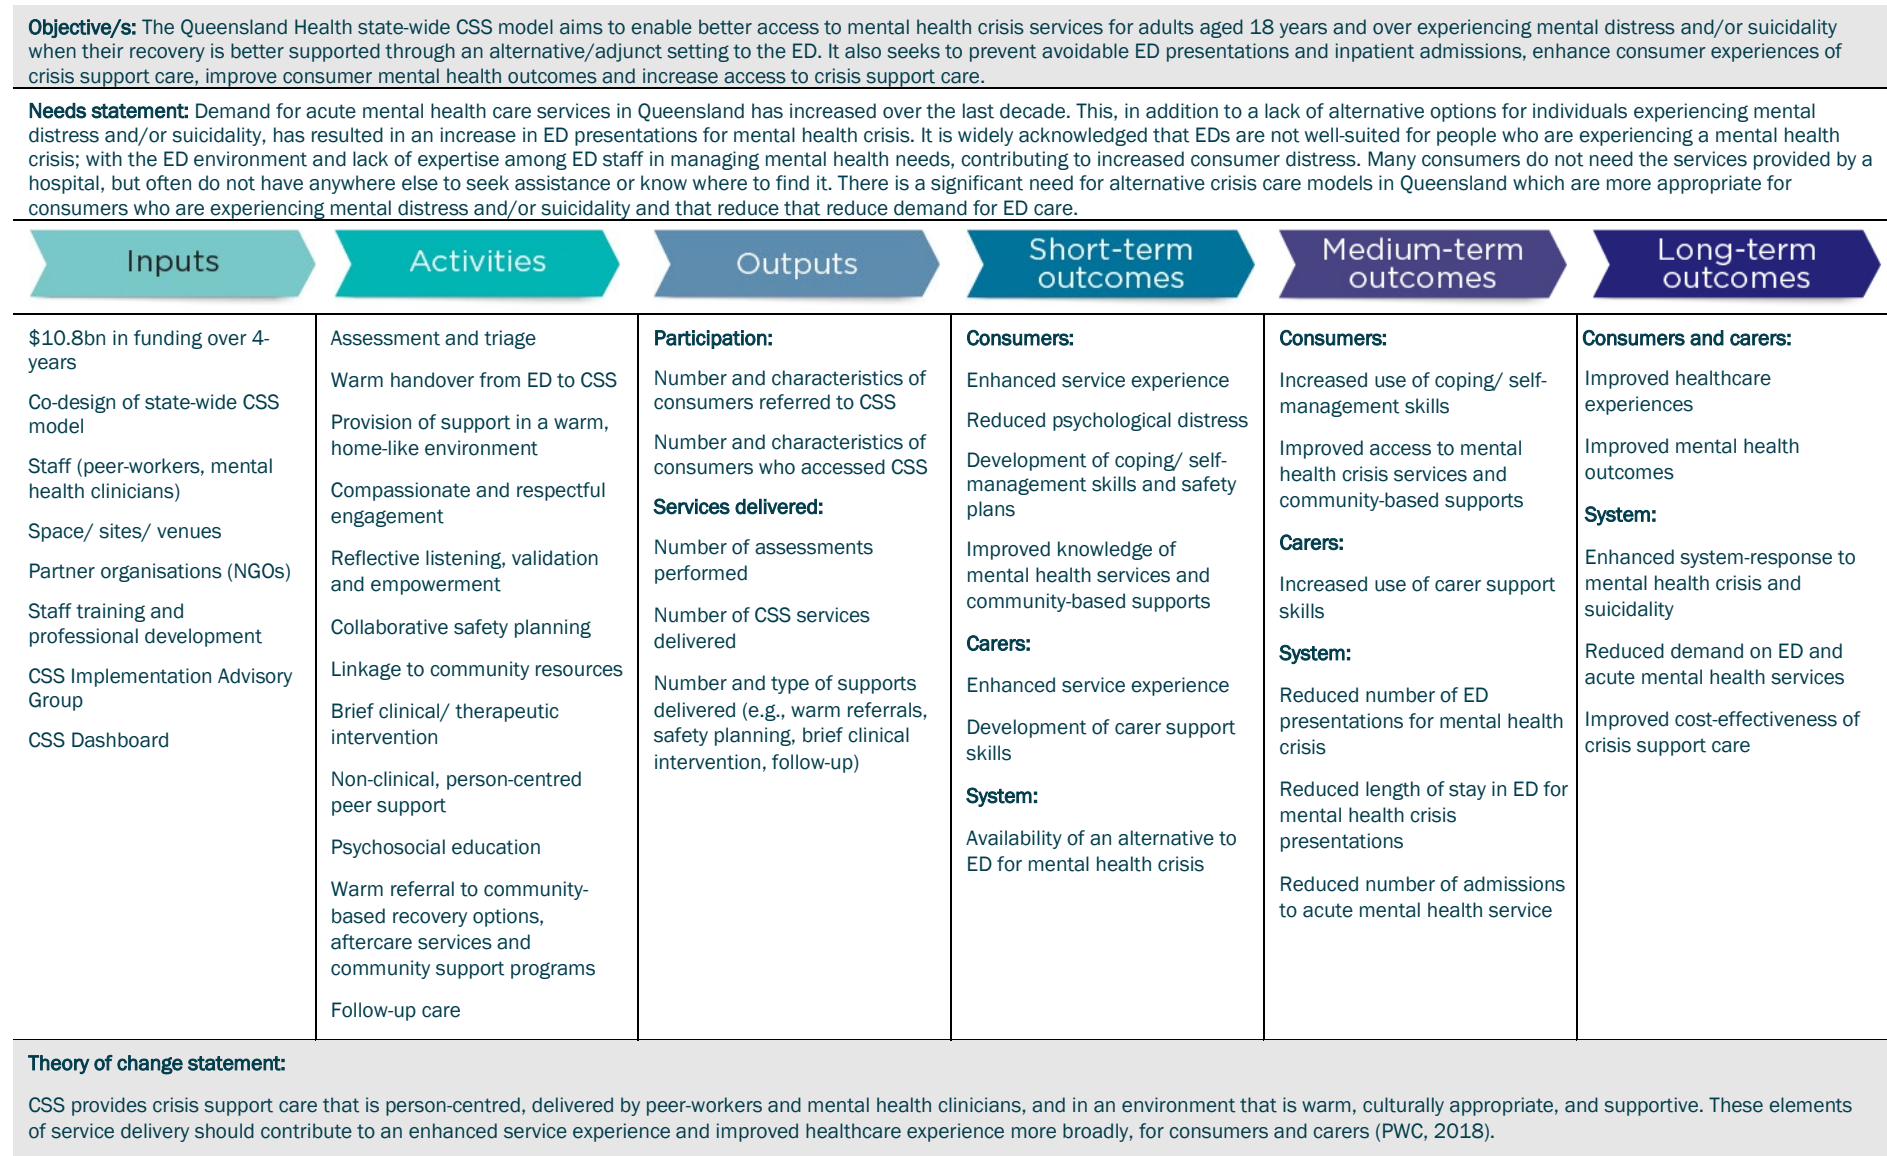 Objective/s: The Queensland Health state-wide CSS model aims to enable better access to mental health crisis services for adults aged 18 years and over experiencing mental distress and/or suicidality
when their recovery is better supported through an alternative/adjunct setting to the ED. It also seeks to prevent avoidable ED presentations and inpatient admissions, enhance consumer experiences of
crisis support care, improve consumer mental health outcomes and increase access to crisis support care.
Needs statement: Demand for acute mental health care services in Queensland has increased over the last decade. This, in addition to a lack of alternative options for individuals experiencing mental
distress and/or suicidality, has resulted in an increase in ED presentations for mental health crisis. It is widely acknowledged that EDs are not well-suited for people who are experiencing a mental health
crisis; with the ED environment and lack of expertise among ED staff in managing mental health needs, contributing to increased consumer distress. Many consumers do not need the services provided by a
hospital, but often do not have anywhere else to seek assistance or know where to find it. There is a significant need for alternative crisis care models in Queensland which are more appropriate for
consumers who are experiencing mental distress and/or suicidality and that reduce that reduce demand for ED care.
Inputs
Activities
Outputs
Short-term
outcomes
Medium-term
outcomes
Long-term
outcomes
$10.8bn in funding over 4-
years
Co-design of state-wide CSS
model
Staff (peer-workers, mental
health clinicians)
Space/ sites/ venues
Partner organisations (NGOs)
Staff training and
professional development
CSS Implementation Advisory
Group
CSS Dashboard
Assessment and triage
Warm handover from ED to CSS
Provision of support in a warm,
home-like environment
Compassionate and respectful
engagement
Reflective listening, validation
and empowerment
Collaborative safety planning
Linkage to community resources
Brief clinical/ therapeutic
intervention
Non-clinical, person-centred
peer support
Psychosocial education
Warm referral to community-
based recovery options,
aftercare services and
community support programs
Follow-up care
Participation:
Number and characteristics of
consumers referred to CSS
Number and characteristics of
consumers who accessed CSS
Services delivered:
Number of assessments
performed
Number of CSS services
delivered
Number and type of supports
delivered (e.g., warm referrals,
safety planning, brief clinical
intervention, follow-up)
Consumers:
Enhanced service experience
Reduced psychological distress
Development of coping/ self-
management skills and safety
plans
Improved knowledge of
mental health services and
community-based supports
Carers:
Enhanced service experience
Development of carer support
skills
System:
Availability of an alternative to
ED for mental health crisis
Consumers:
Increased use of coping/ self-
management skills
Improved access to mental
health crisis services and
community-based supports
Carers:
Increased use of carer support
skills
System:
Reduced number of ED
presentations for mental health
crisis
Reduced length of stay in ED for
mental health crisis
presentations
Reduced number of admissions
to acute mental health service
Consumers and carers:
Improved healthcare
experiences
Improved mental health
outcomes
System:
Enhanced system-response to
mental health crisis and
suicidality
Reduced demand on ED and
acute mental health services
Improved cost-effectiveness of
crisis support care
Theory of change statement:
CSS provides crisis support care that is person-centred, delivered by peer-workers and mental health clinicians, and in an environment that is warm, culturally appropriate, and supportive. These elements
of service delivery should contribute to an enhanced service experience and improved healthcare experience more broadly, for consumers and carers (PWC, 2018).